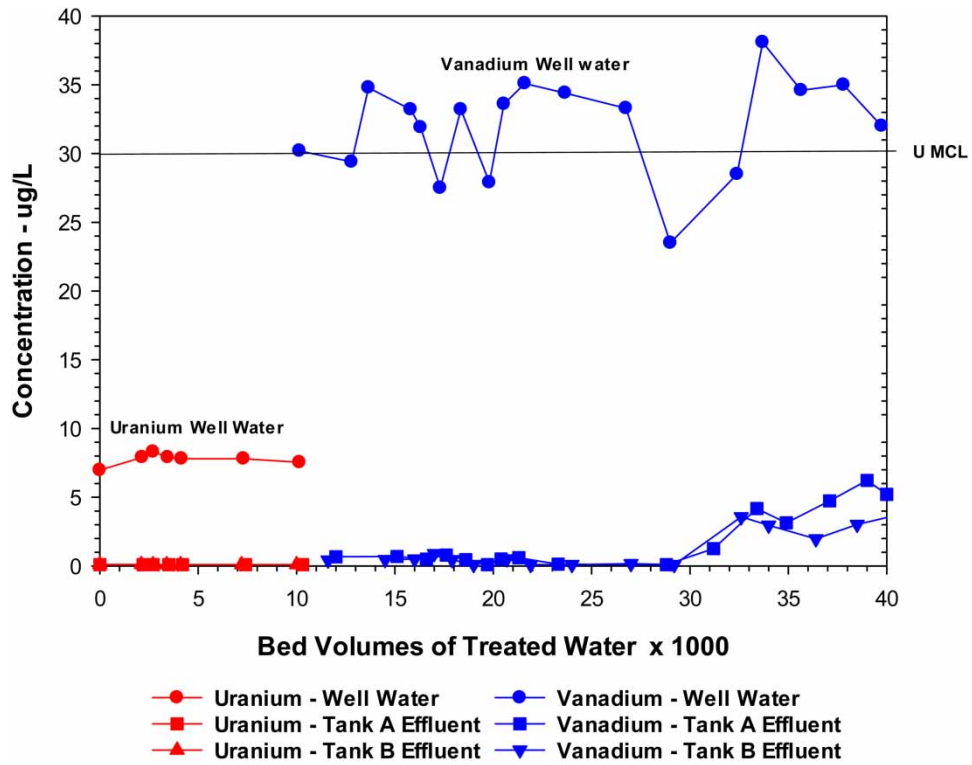 40
35
Vanadium Well water
30
U MCL
25
20
15
10
Uranium Well Water
5
0
Concentration - ug/L
0 5 10 15 20 25 30 35 40
Bed Volumes of Treated Water x 1000
Uranium - Well Water Vanadium - Well Water
Uranium - Tank A Effluent Vanadium - Tank A Effluent
Uranium - Tank B Effluent Vanadium - Tank B Effluent